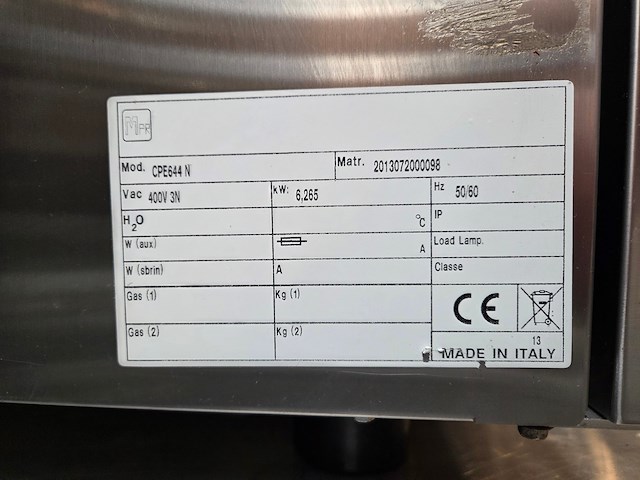 MPR
Mod. CPE644 N Matr. 2013072000098
Vac 400V 3N kW: 6,265 Hz 50/60
H2O °C IP
W (aux) A Load Lamp.
W (sbrin) A Classe
Gas (1) Kg (1) CE
Gas (2) Kg (2)
13
MADE IN ITALY